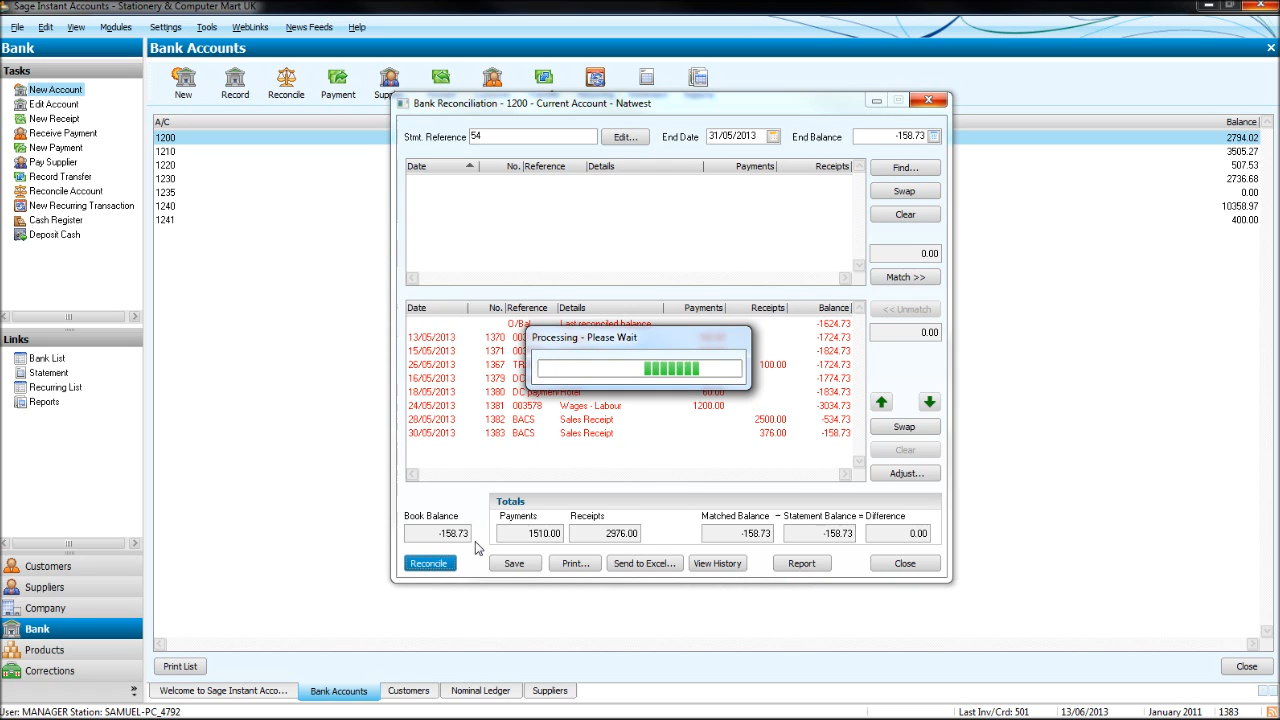 Sage Instant Accounts - Stationery & Computer Mart UK
File Edit View Modules Settings Tools WebLinks News Feeds Help
Bank
Bank Accounts
Tasks
New Account
Edit Account
New Receipt
Receive Payment
New Payment
Pay Supplier
Record Transfer
Reconcile Account
New Recurring Transaction
Cash Register
Deposit Cash
Links
Bank List
Statement
Recurring List
Reports
Customers
Suppliers
Company
Bank
Products
Corrections
New Record Reconcile Payment
A/C Balance
1200 2794.02
1210 3505.27
1220 507.53
1230 2736.68
1235 0.00
1240 10358.97
1241 400.00
Bank Reconciliation - 1200 - Current Account - Natwest
Stmt. Reference 54 Edit... End Date 31/05/2013 End Balance -158.73
Date No. Reference Details Payments Receipts
Find...
Swap
Clear
0.00
Match >>
Date No. Reference Details Payments Receipts Balance
<< Unmatch
0.00
O/Bal Last reconciled balance -1624.73
13/05/2013 1370 -1724.73
15/05/2013 1371 -1824.73
26/05/2013 1367 100.00 -1724.73
16/05/2013 1379 -1774.73
18/05/2013 1380 DC payment Hotel 60.00 -1834.73
24/05/2013 1381 003578 Wages - Labour 1200.00 -3034.73
28/05/2013 1382 BACS Sales Receipt 2500.00 -534.73
30/05/2013 1383 BACS Sales Receipt 376.00 -158.73
Processing - Please Wait
Swap
Clear
Adjust...
Totals
Book Balance Payments Receipts Matched Balance - Statement Balance = Difference
-158.73 1510.00 2976.00 -158.73 -158.73 0.00
Reconcile Save Print... Send to Excel... View History Report Close
Print List Close
Welcome to Sage Instant Acco... Bank Accounts Customers Nominal Ledger Suppliers
User: MANAGER Station: SAMUEL-PC_4792 Last Inv/Crd: 501 13/06/2013 January 2011 1383